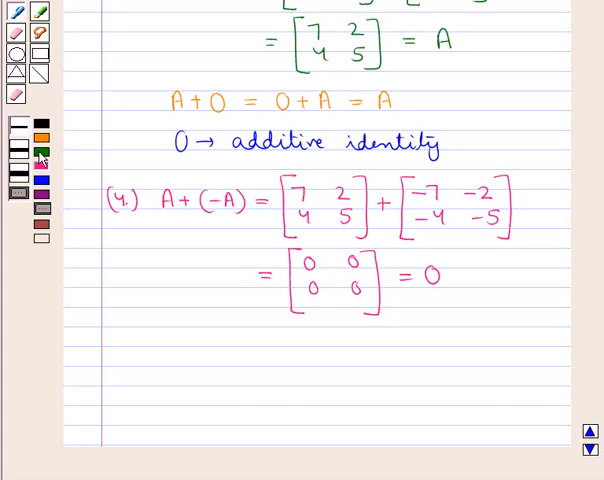 = [7 2
4 5] = A
A + O = O + A = A
O → additive identity
(4.) A + (-A) = [7 2
4 5] + [-7 -2
-4 -5]
= [0 0
0 0] = O